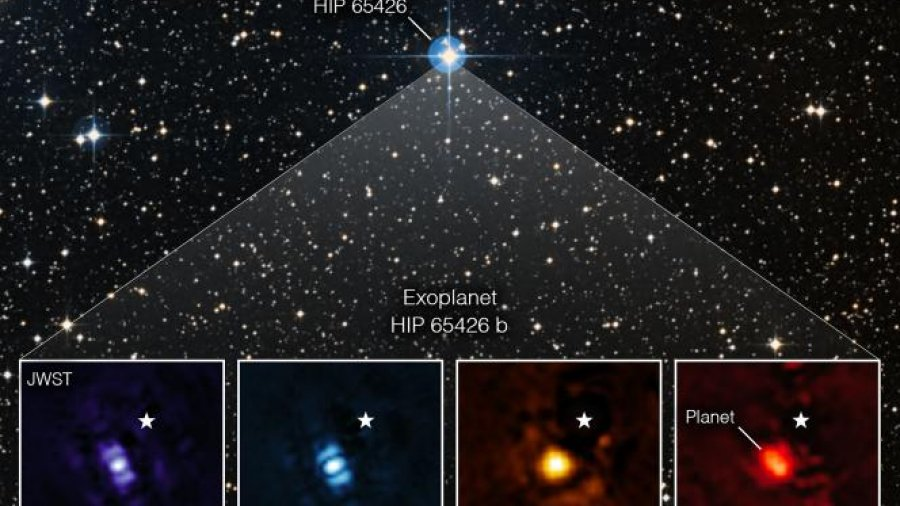 HIP 65426
Exoplanet
HIP 65426 b
JWST
Planet